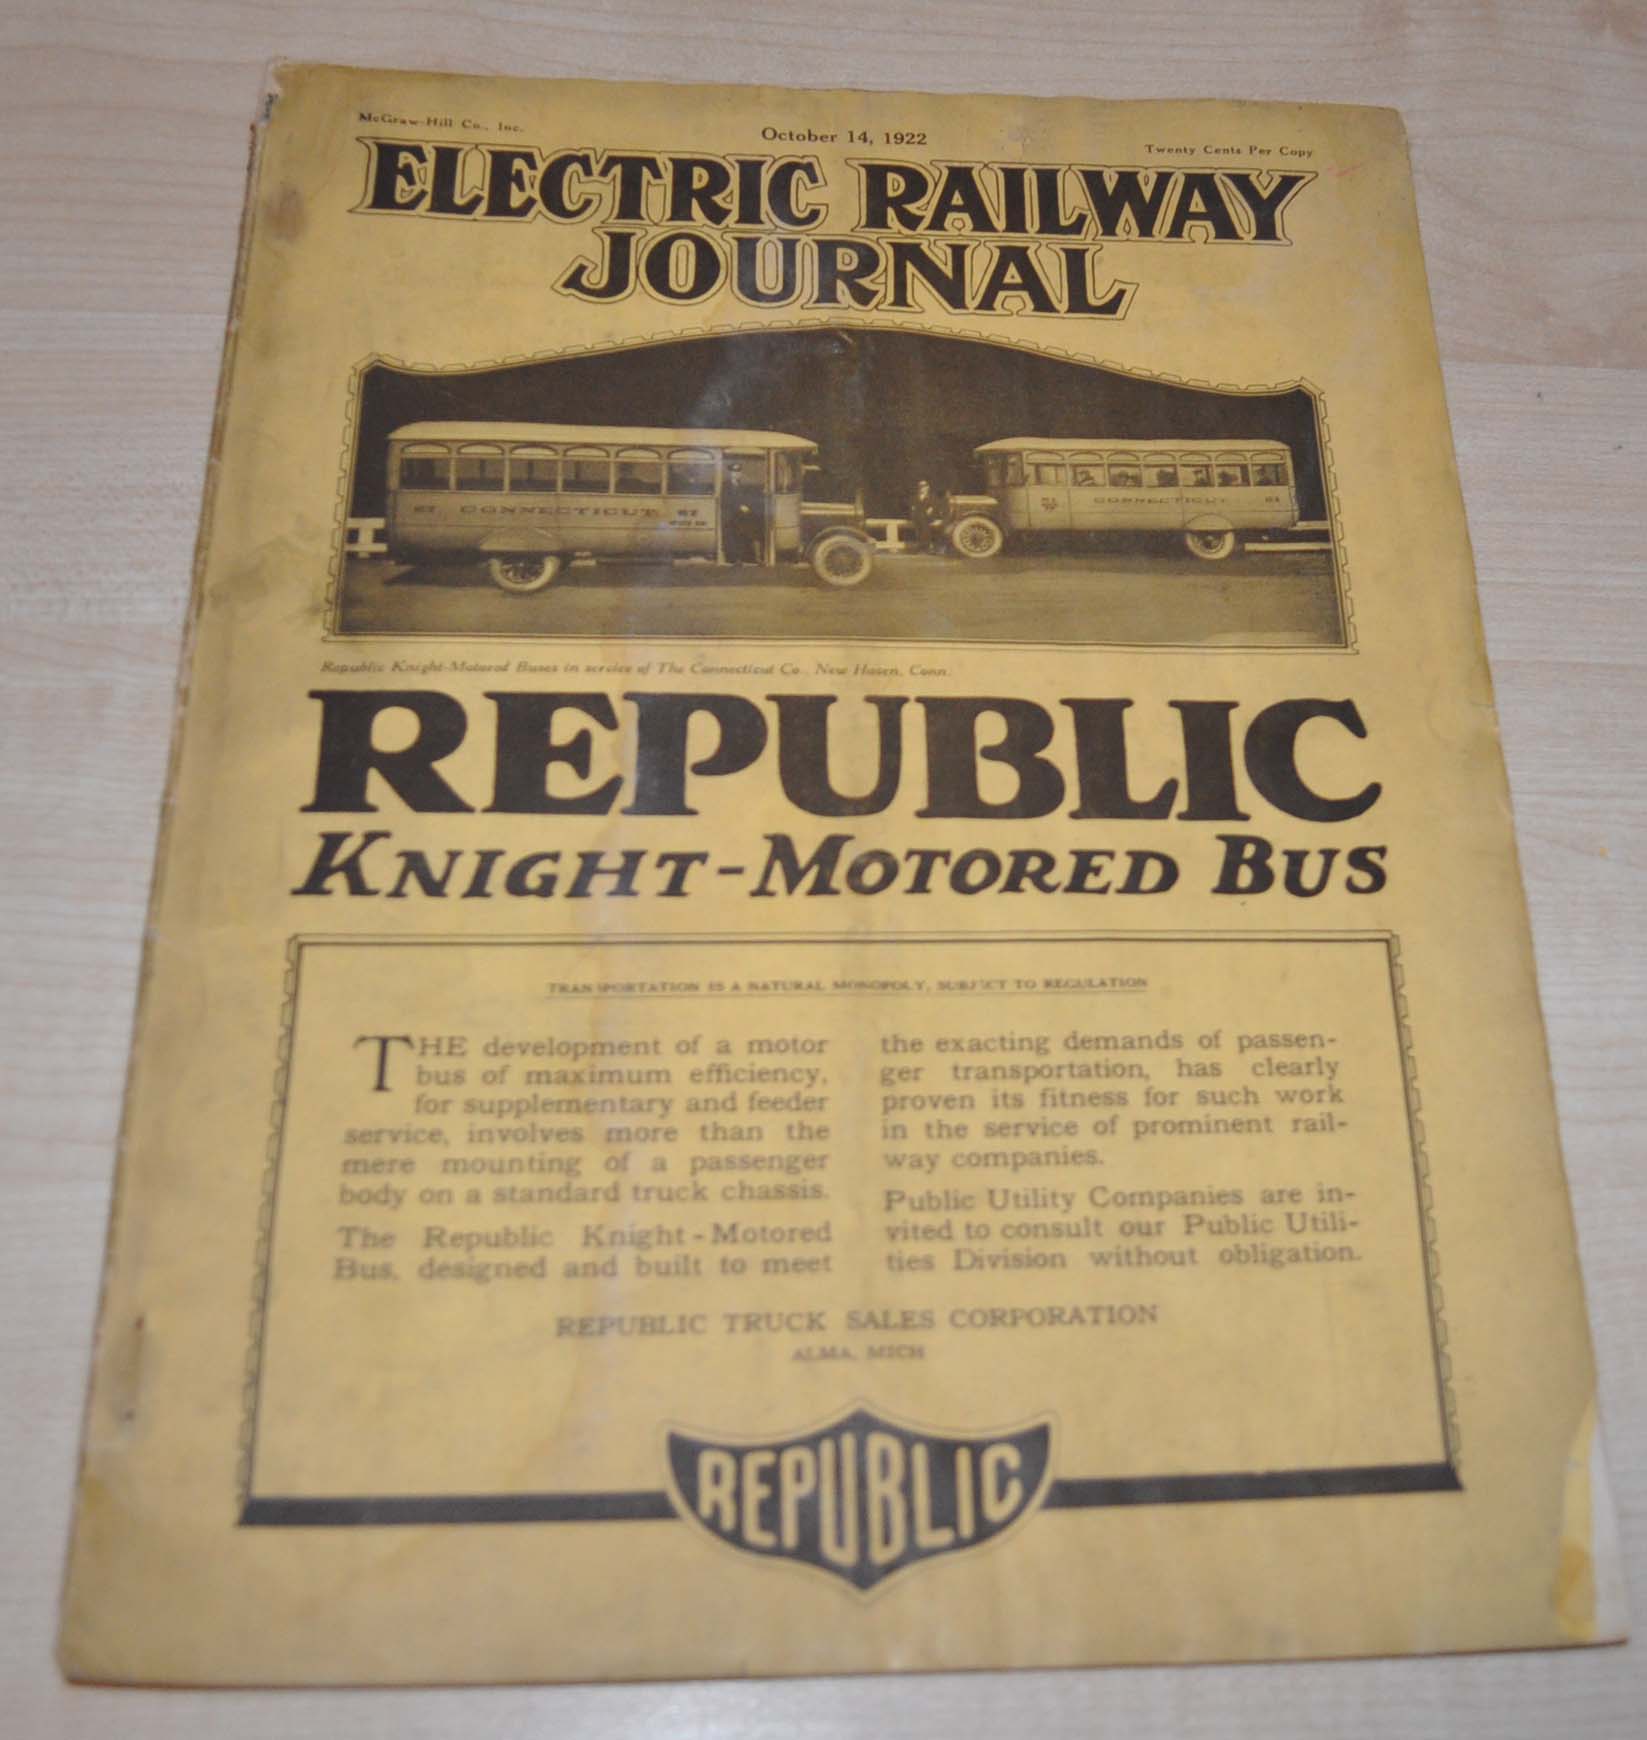 McGraw-Hill Co., Inc.
October 14, 1922
Twenty Cents Per Copy
ELECTRIC RAILWAY
JOURNAL
67 CONNECTICUT 67
CONNECTICUT
Republic Knight-Motored Buses in service of The Connecticut Co., New Haven, Conn.
REPUBLIC
KNIGHT-MOTORED BUS
TRANSPORTATION IS A NATURAL MONOPOLY, SUBJECT TO REGULATION
THE development of a motor
bus of maximum efficiency,
for supplementary and feeder
service, involves more than the
mere mounting of a passenger
body on a standard truck chassis.
The Republic Knight-Motored
Bus, designed and built to meet
the exacting demands of passen-
ger transportation, has clearly
proven its fitness for such work
in the service of prominent rail-
way companies.
Public Utility Companies are in-
vited to consult our Public Utili-
ties Division without obligation.
REPUBLIC TRUCK SALES CORPORATION
ALMA, MICH
REPUBLIC